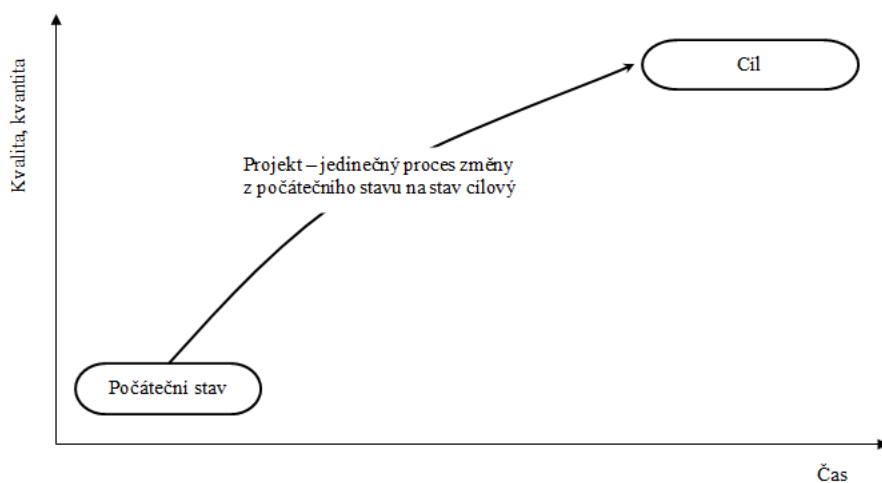 Kvalita, kvantita
Cíl
Projekt – jedinečný proces změny
z počátečního stavu na stav cílový
Počáteční stav
Čas